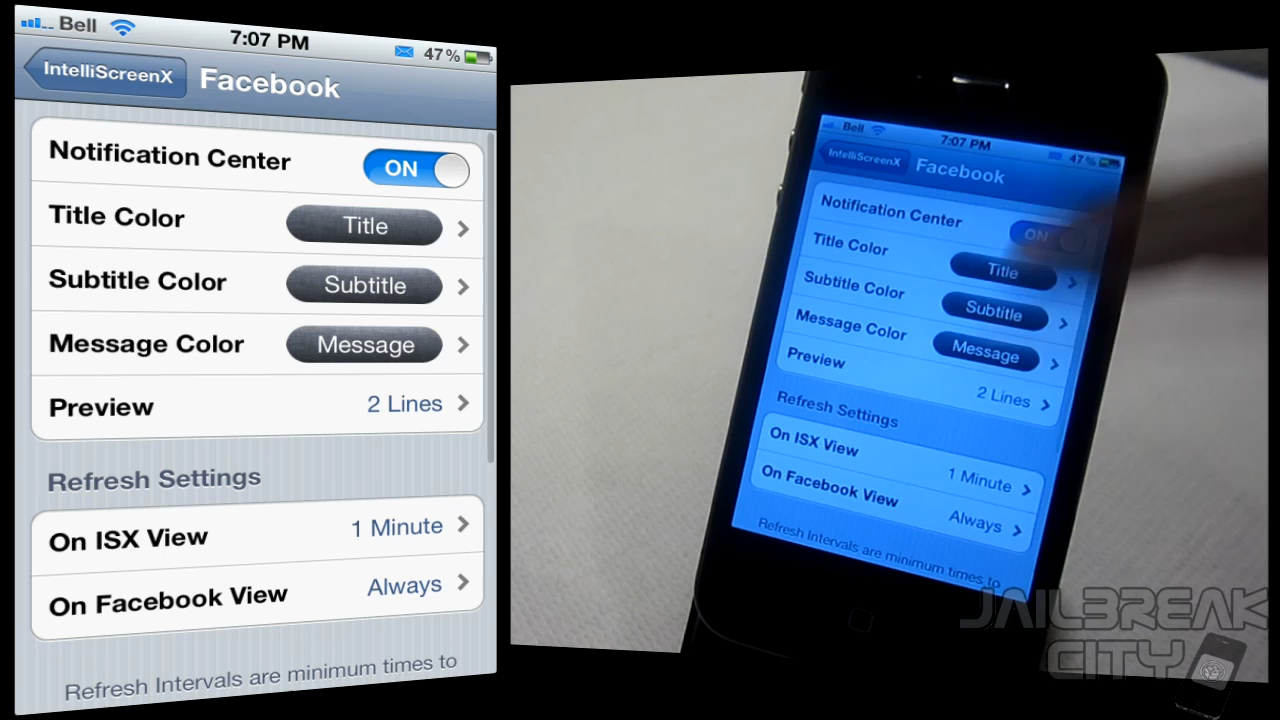 Bell 7:07 PM 47%
IntelliScreenX Facebook
Notification Center ON
Title Color Title
Subtitle Color Subtitle
Message Color Message
Preview 2 Lines
Refresh Settings
On ISX View 1 Minute
On Facebook View Always
Refresh Intervals are minimum times to
Bell 7:07 PM 47%
IntelliScreenX Facebook
Notification Center ON
Title Color Title
Subtitle Color Subtitle
Message Color Message
Preview 2 Lines
Refresh Settings
On ISX View 1 Minute
On Facebook View Always
Refresh Intervals are minimum times to
JAILBREAK
CITY